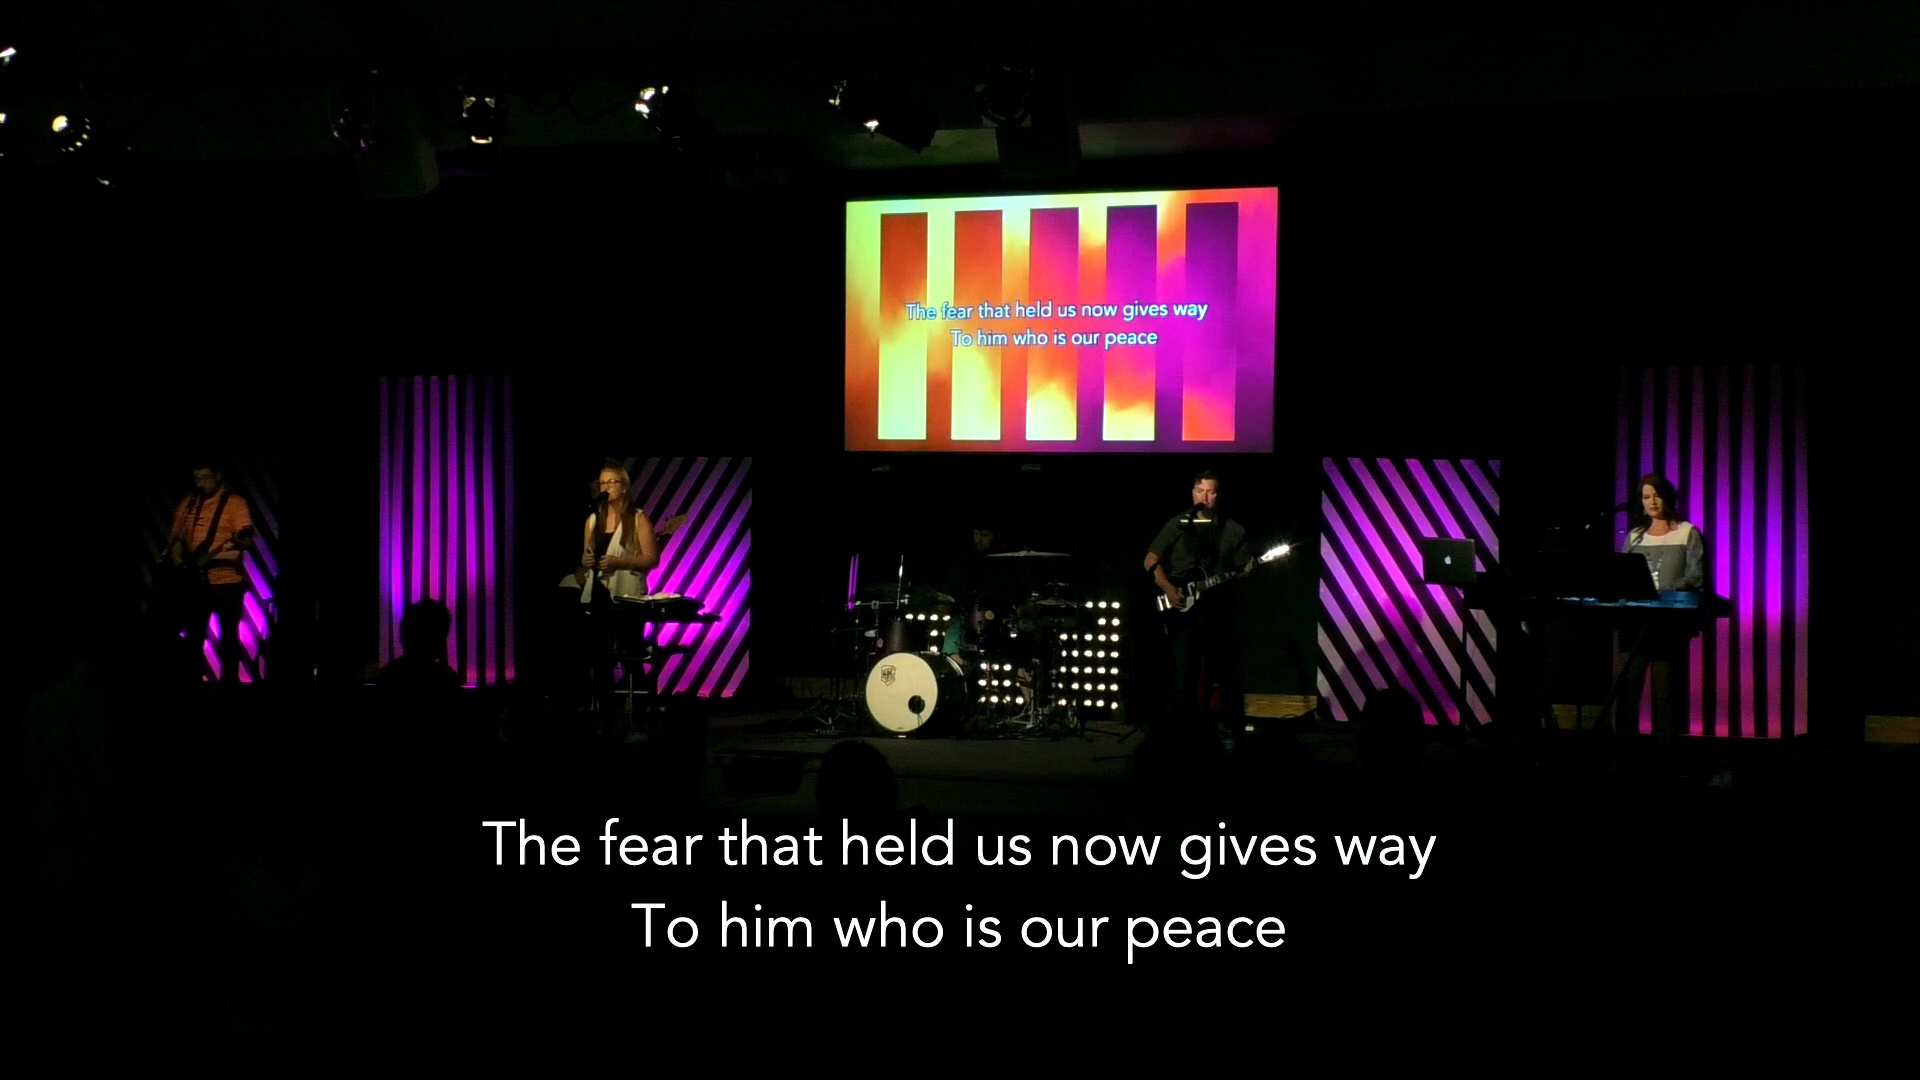 The fear that held us now gives way
To him who is our peace
The fear that held us now gives way
To him who is our peace